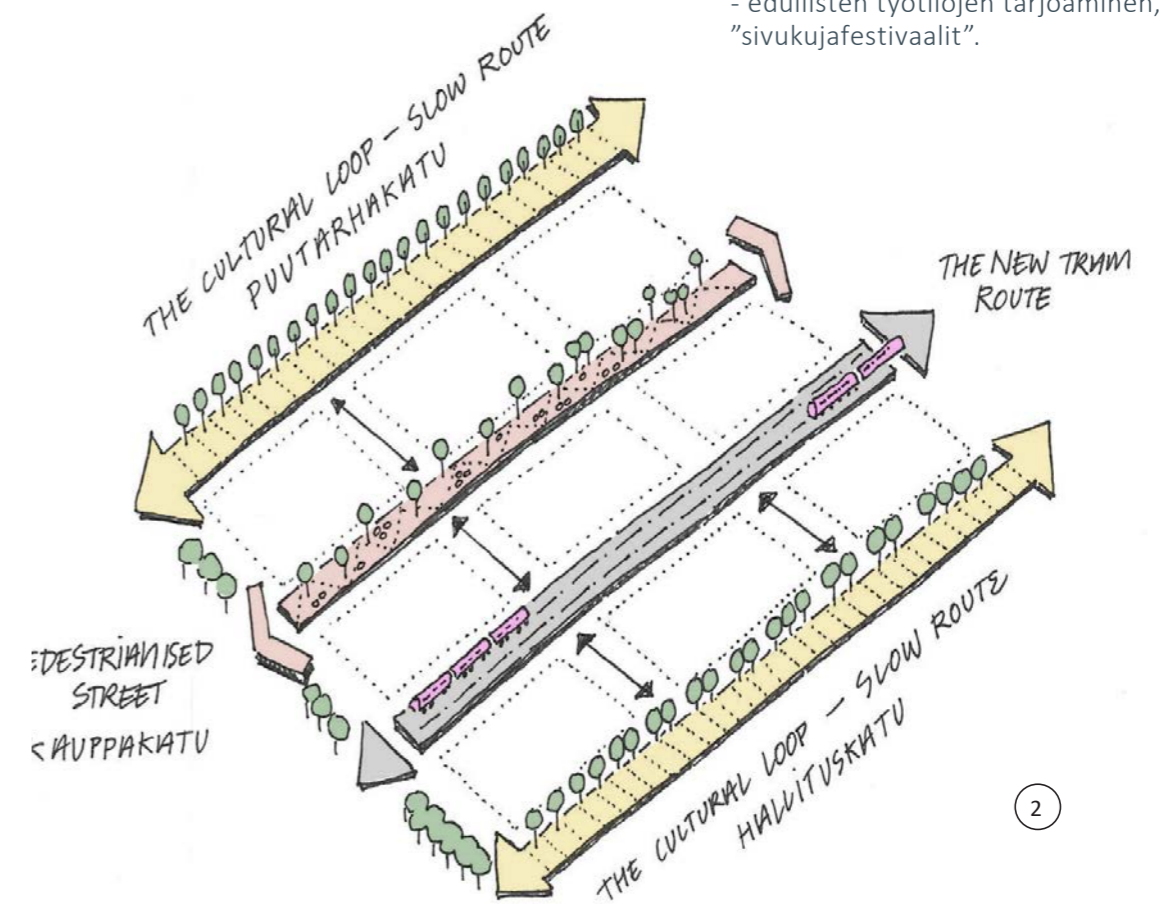 - edullisten työtilojen tarjoaminen,
"sivukujafestivaalit".
THE CULTURAL LOOP – SLOW ROUTE
PUUTARHAKATU
THE NEW TRAM
ROUTE
EDESTRIANISED
STREET
KAUPPAKATU
THE CULTURAL LOOP – SLOW ROUTE
HALLITUSKATU
2